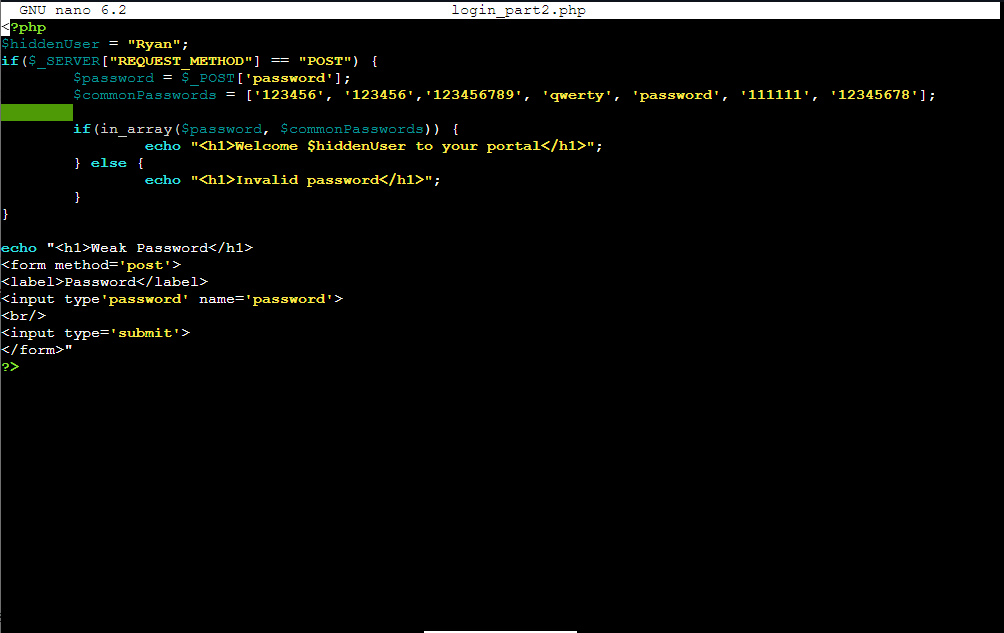 GNU nano 6.2 login_part2.php
<?php
$hiddenUser = "Ryan";
if($_SERVER["REQUEST_METHOD"] == "POST") {
$password = $_POST['password'];
$commonPasswords = ['123456', '123456','123456789', 'qwerty', 'password', '111111', '12345678'];
if(in_array($password, $commonPasswords)) {
echo "<h1>Welcome $hiddenUser to your portal</h1>";
} else {
echo "<h1>Invalid password</h1>";
}
}
echo "<h1>Weak Password</h1>
<form method='post'>
<label>Password</label>
<input type'password' name='password'>
<br/>
<input type='submit'>
</form>"
?>